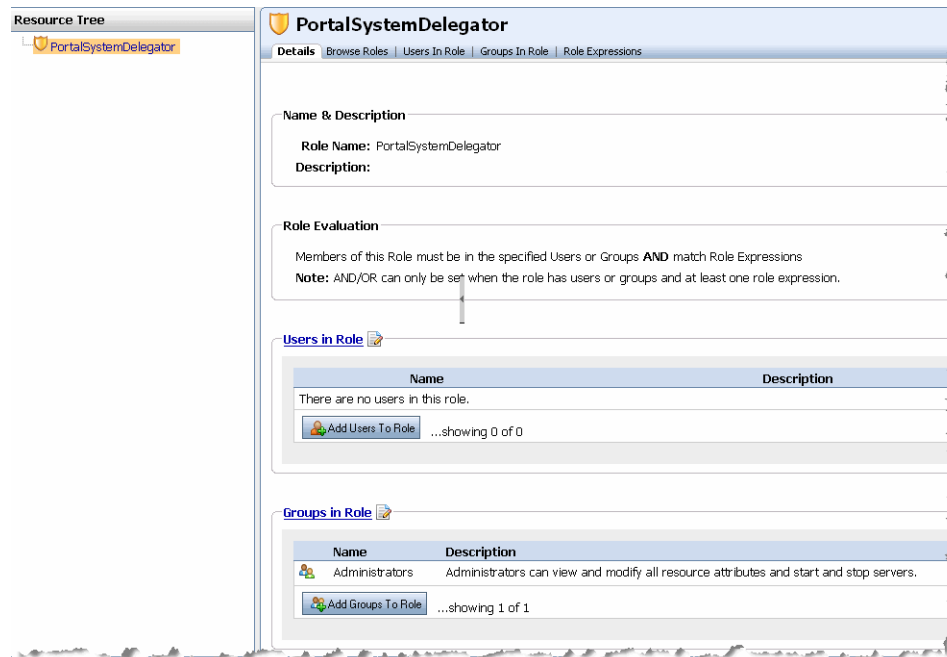 Resource Tree
PortalSystemDelegator
PortalSystemDelegator
Details Browse Roles | Users In Role | Groups In Role | Role Expressions
Name & Description
Role Name: PortalSystemDelegator
Description:
Role Evaluation
Members of this Role must be in the specified Users or Groups AND match Role Expressions
Note: AND/OR can only be set when the role has users or groups and at least one role expression.
Users in Role
Name Description
There are no users in this role.
Add Users To Role ...showing 0 of 0
Groups in Role
Name Description
Administrators Administrators can view and modify all resource attributes and start and stop servers.
Add Groups To Role ...showing 1 of 1